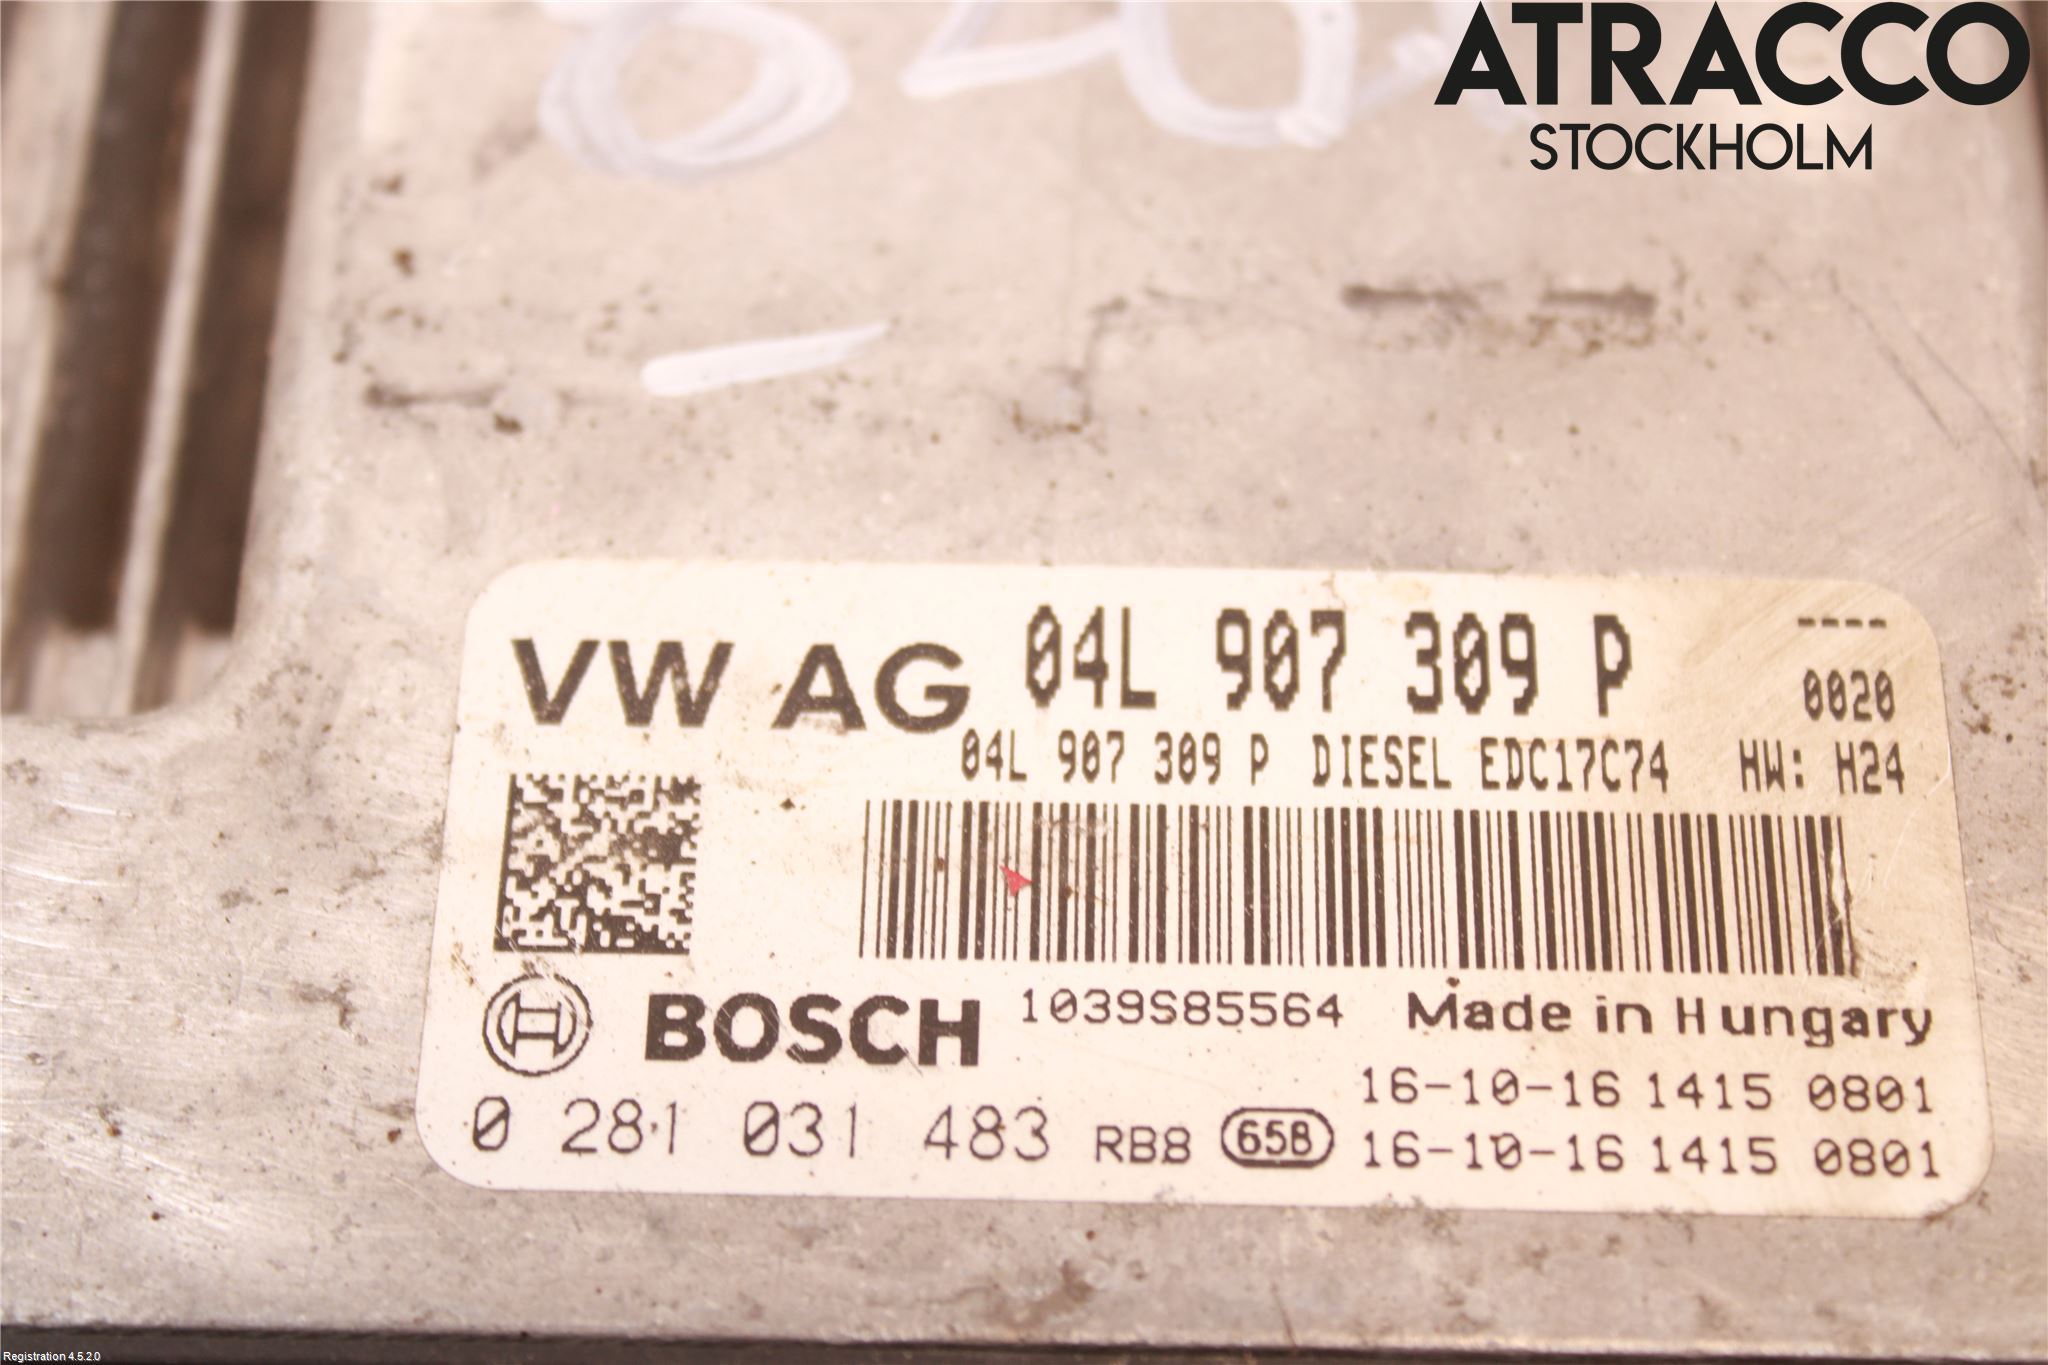 ATRACCO
STOCKHOLM
VW AG 04L 907 309 P ----
0020
04L 907 309 P DIESEL EDC17C74 HW: H24
BOSCH 1039S85564 Made in Hungary
16-10-16 1415 0801
0 281 031 483 RB8 65B 16-10-16 1415 0801
Registration 4.5.2.0